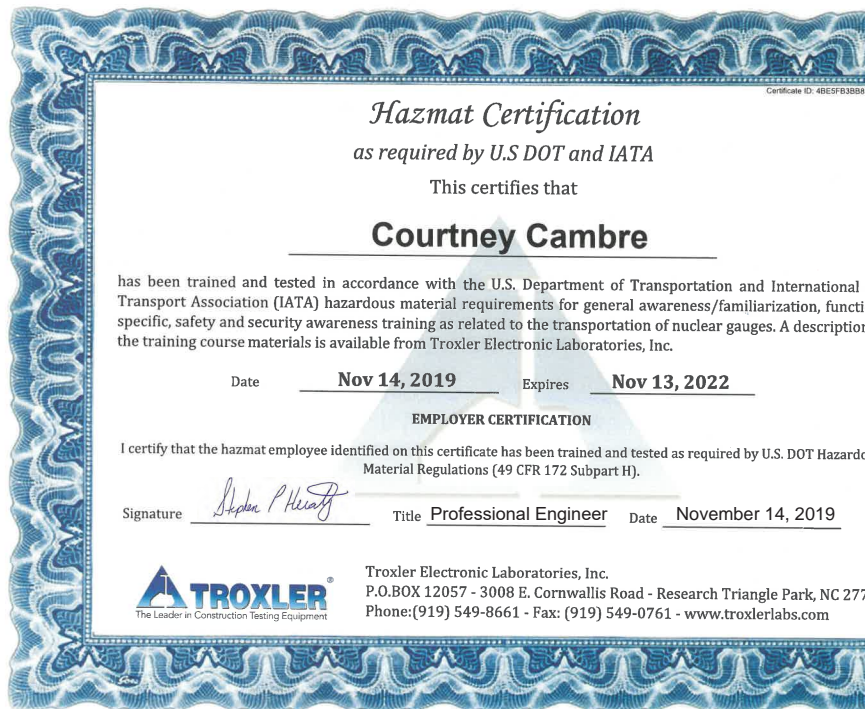 Certificate ID: 4BE5FB3BB8
Hazmat Certification
as required by U.S DOT and IATA
This certifies that
Courtney Cambre
has been trained and tested in accordance with the U.S. Department of Transportation and International
Transport Association (IATA) hazardous material requirements for general awareness/familiarization, functi
specific, safety and security awareness training as related to the transportation of nuclear gauges. A description
the training course materials is available from Troxler Electronic Laboratories, Inc.
Date Nov 14, 2019 Expires Nov 13, 2022
EMPLOYER CERTIFICATION
I certify that the hazmat employee identified on this certificate has been trained and tested as required by U.S. DOT Hazardo
Material Regulations (49 CFR 172 Subpart H).
Signature Stephen P Title Professional Engineer Date November 14, 2019
TROXLER®
The Leader in Construction Testing Equipment
Troxler Electronic Laboratories, Inc.
P.O.BOX 12057 - 3008 E. Cornwallis Road - Research Triangle Park, NC 277
Phone:(919) 549-8661 - Fax: (919) 549-0761 - www.troxlerlabs.com